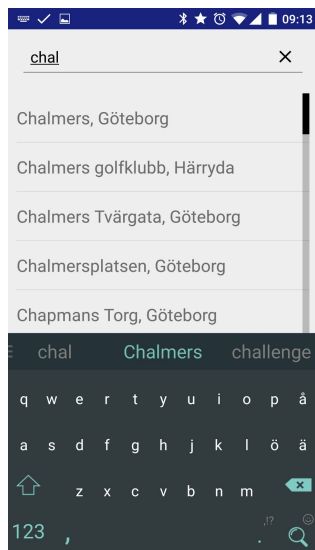 09:13
chal
Chalmers, Göteborg
Chalmers golfklubb, Härryda
Chalmers Tvärgata, Göteborg
Chalmersplatsen, Göteborg
Chapmans Torg, Göteborg
chal Chalmers challenge
q w e r t y u i o p å
a s d f g h j k l ö ä
z x c v b n m
,!?
123 , .